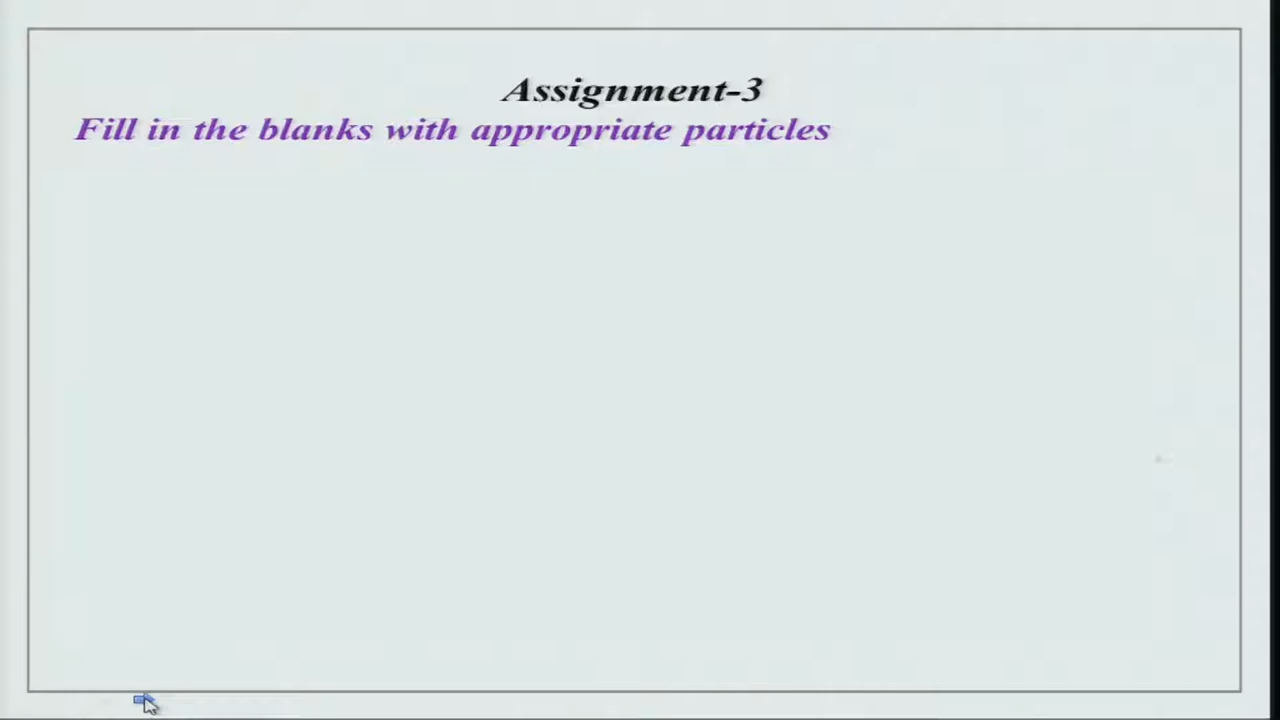 Assignment-3
Fill in the blanks with appropriate particles